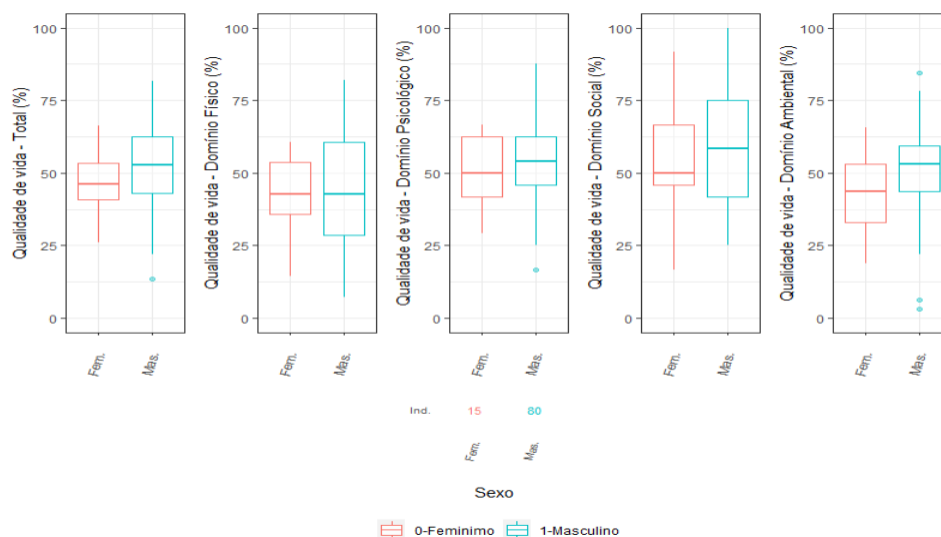 Qualidade de vida - Total (%)
100
75
50
25
0
Fem.
Mas.
Qualidade de vida - Domínio Físico (%)
100
75
50
25
0
Fem.
Mas.
Qualidade de vida - Domínio Psicológico (%)
100
75
50
25
0
Fem.
Mas.
Qualidade de vida - Domínio Social (%)
100
75
50
25
0
Fem.
Mas.
Qualidade de vida - Domínio Ambiental (%)
100
75
50
25
0
Fem.
Mas.
Ind. 15 80
Fem. Mas.
Sexo
0-Feminimo 1-Masculino